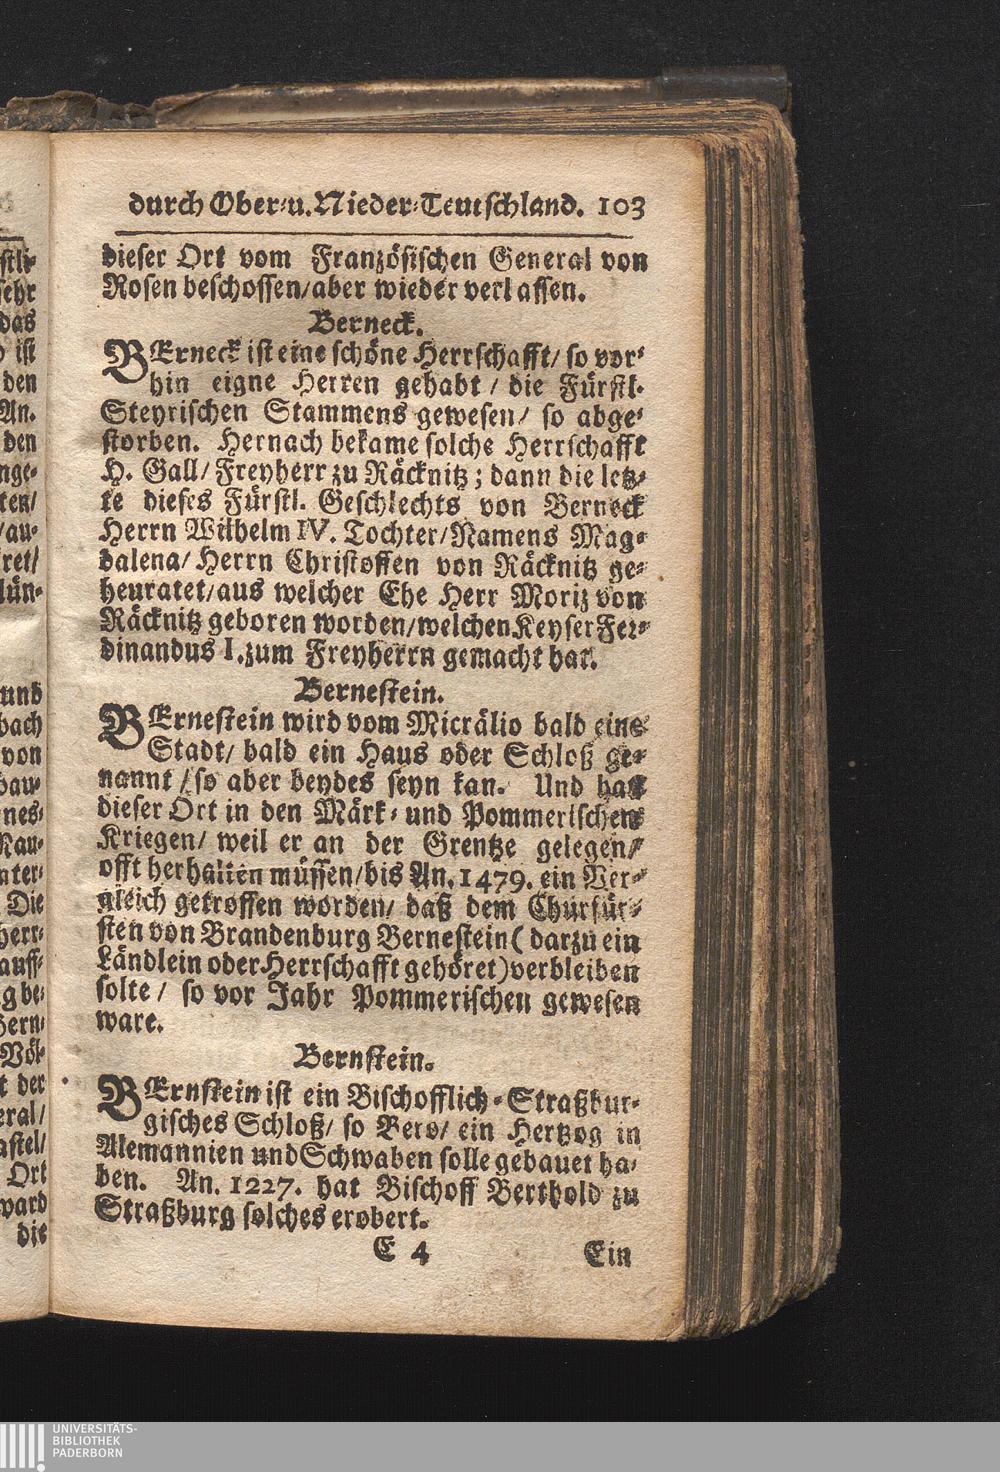 durch Ober-u. Nieder-Teutschland. 103
dieser Ort vom Französischen General von
Rosen beschossen/aber wieder verlassen.
Berneck.
BErneck ist eine schöne Herrschafft/ so vor-
hin eigne Herren gehabt / die Fürstl.
Steyrischen Stammens gewesen/ so abge-
storben. Hernach bekame solche Herrschafft
H. Gall/ Freyherr zu Räcknitz; dann die letz-
te dieses Fürstl. Geschlechts von Berneck
Herrn Wilhelm IV. Tochter/Namens Mag-
dalena/ Herrn Christoffen von Räcknitz ge-
heuratet/aus welcher Ehe Herr Moriz von
Räcknitz geboren worden/welchen Keyser Fer-
dinandus I. zum Freyherrn gemacht hat.
Bernestein.
BErnestein wird vom Micrälio bald eine
Stadt/ bald ein Haus oder Schloß ge-
nannt / so aber beydes seyn kan. Und hat
dieser Ort in den Märk- und Pommerischen
Kriegen/ weil er an der Grentze gelegen/
offt herhalten müssen/bis An. 1479. ein Ver-
gleich getroffen worden/ daß dem Churfür-
sten von Brandenburg Bernestein ( darzu ein
Ländlein oder Herrschafft gehöret) verbleiben
solte / so vor Jahr Pommerischen gewesen
ware.
Bernstein.
BErnstein ist ein Bischofflich-Straßbur-
gisches Schloß/ so Bero/ ein Hertzog in
Alemannien und Schwaben solle gebauet ha-
ben. An. 1227. hat Bischoff Berthold zu
Straßburg solches erobert.
E 4 Ein
UNIVERSITÄTS-
BIBLIOTHEK
PADERBORN